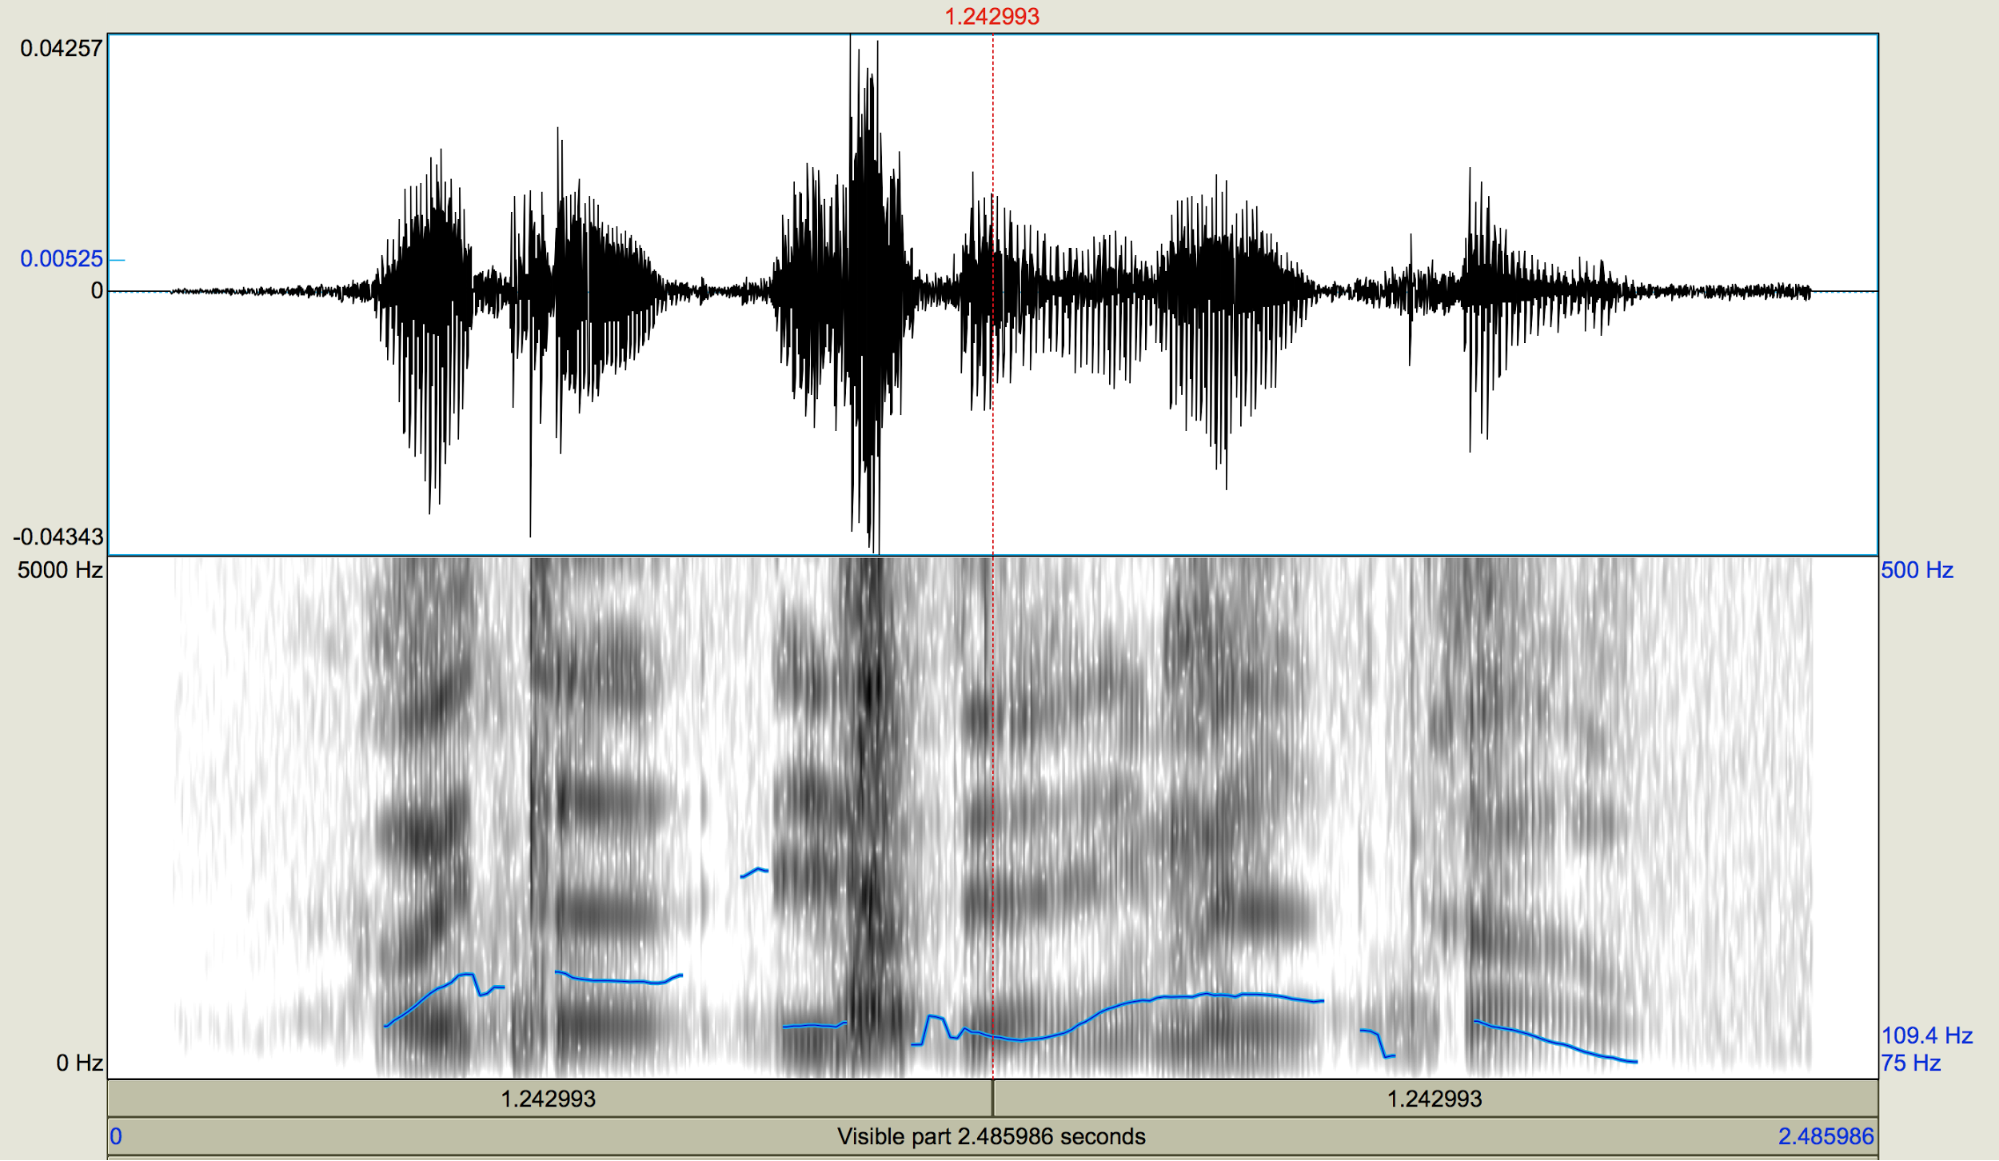 1.242993
0.04257
0.00525
0
-0.04343
5000 Hz
500 Hz
109.4 Hz
0 Hz
75 Hz
1.242993
1.242993
0
Visible part 2.485986 seconds
2.485986